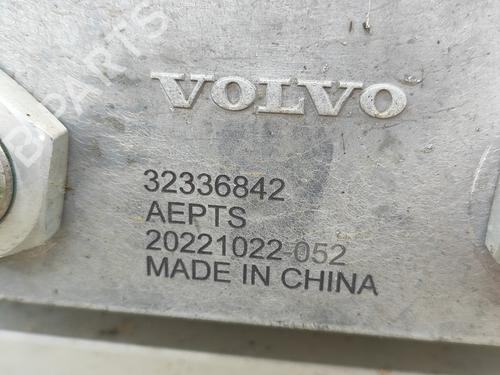 VOLVO
32336842
AEPTS
20221022-052
MADE IN CHINA